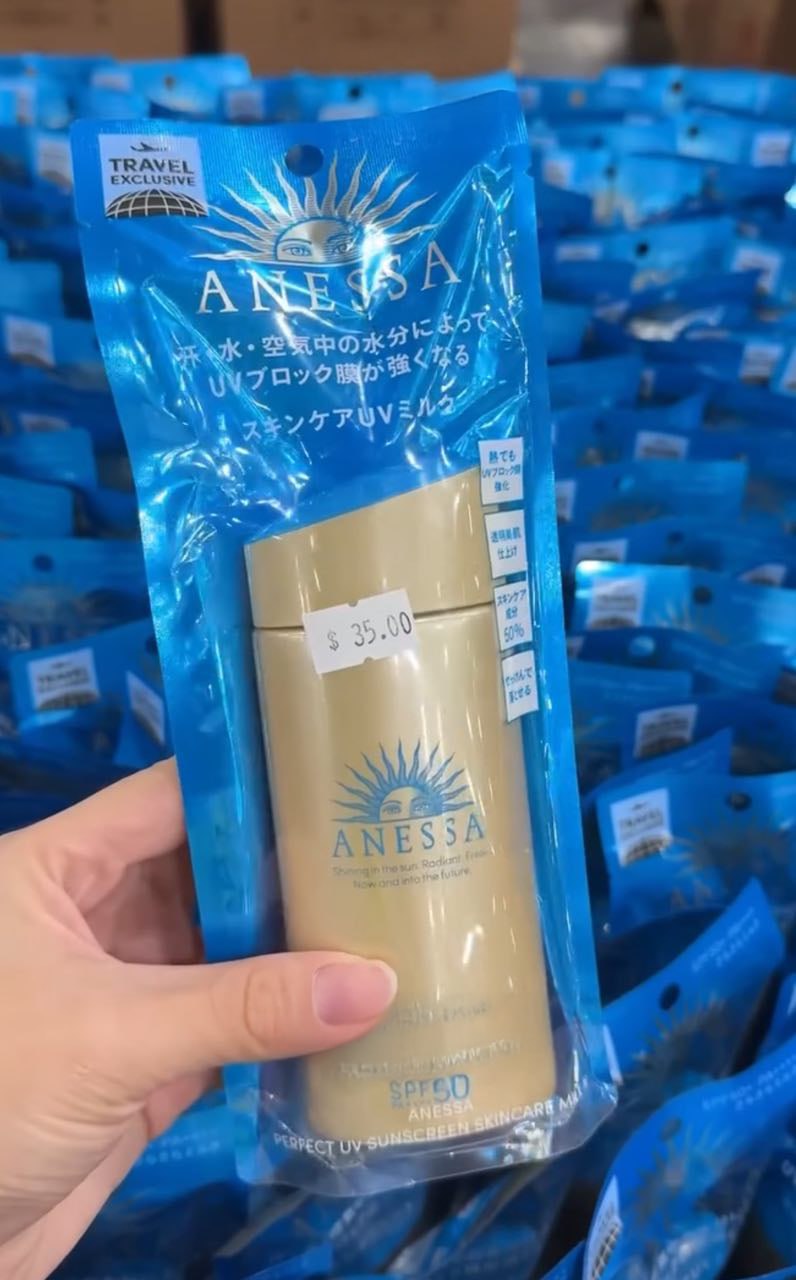 TRAVEL
EXCLUSIVE
ANESSA
汗・水・空気中の水分によって
UVブロック膜が強くなる
スキンケアUVミルク
熱でも
UVブロック膜
強化
透明美肌
仕上げ
スキンケア
成分
50%
せっけんで
落とせる
$ 35.00
ANESSA
Shining in the sun. Radiant. Free.
Now and into the future.
SPF50
ANESSA
PERFECT UV SUNSCREEN SKINCARE